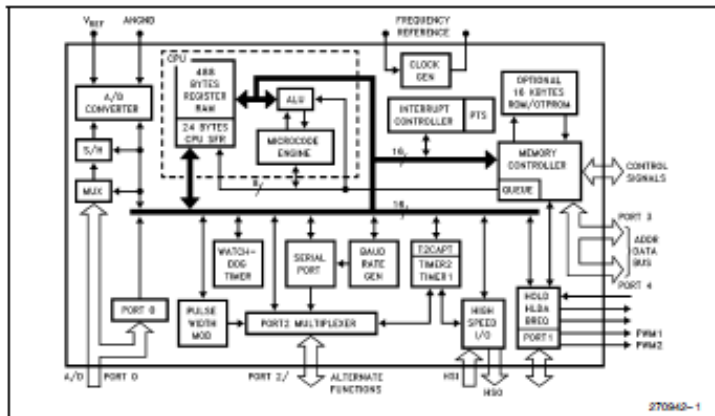 VREF
ANGND
FREQUENCY
REFERENCE
CPU
488
BYTES
REGISTER
RAM
24 BYTES
CPU SFR
ALU
MICROCODE
ENGINE
CLOCK
GEN
OPTIONAL
16 KBYTES
ROM/OTPROM
A/D
CONVERTER
INTERRUPT
CONTROLLER
PTS
S/H
MUX
MEMORY
CONTROLLER
QUEUE
CONTROL
SIGNALS
16
8
16
PORT 3
ADDR
DATA
BUS
PORT 4
WATCH-
DOG
TIMER
SERIAL
PORT
BAUD
RATE
GEN
T2CAPT
TIMER2
TIMER1
PORT 0
PULSE
WIDTH
MOD
PORT2 MULTIPLEXER
HIGH
SPEED
I/O
HOLD
HLDA
BREQ
PORT1
PWM1
PWM2
A/D
PORT 0
PORT 2/
ALTERNATE
FUNCTIONS
HSI
HSO
270942-1